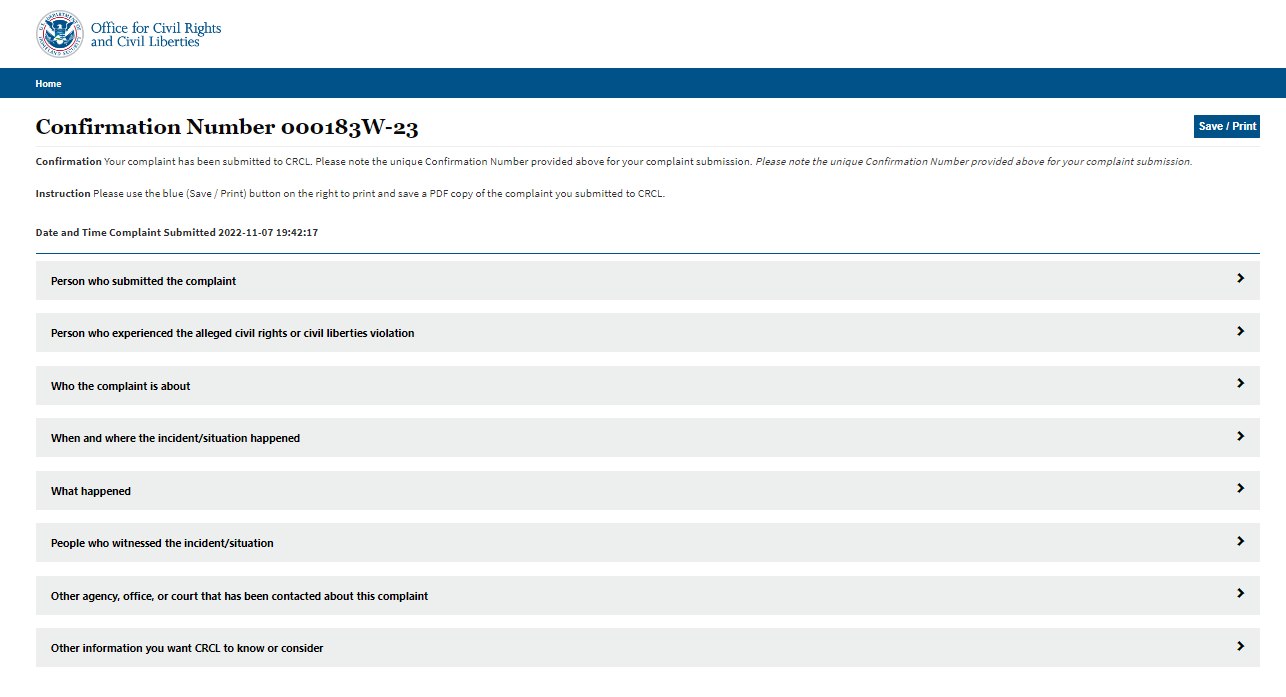 Office for Civil Rights
and Civil Liberties
Home
Confirmation Number 000183W-23
Save / Print
Confirmation Your complaint has been submitted to CRCL. Please note the unique Confirmation Number provided above for your complaint submission. Please note the unique Confirmation Number provided above for your complaint submission.
Instruction Please use the blue (Save / Print) button on the right to print and save a PDF copy of the complaint you submitted to CRCL.
Date and Time Complaint Submitted 2022-11-07 19:42:17
Person who submitted the complaint
Person who experienced the alleged civil rights or civil liberties violation
Who the complaint is about
When and where the incident/situation happened
What happened
People who witnessed the incident/situation
Other agency, office, or court that has been contacted about this complaint
Other information you want CRCL to know or consider